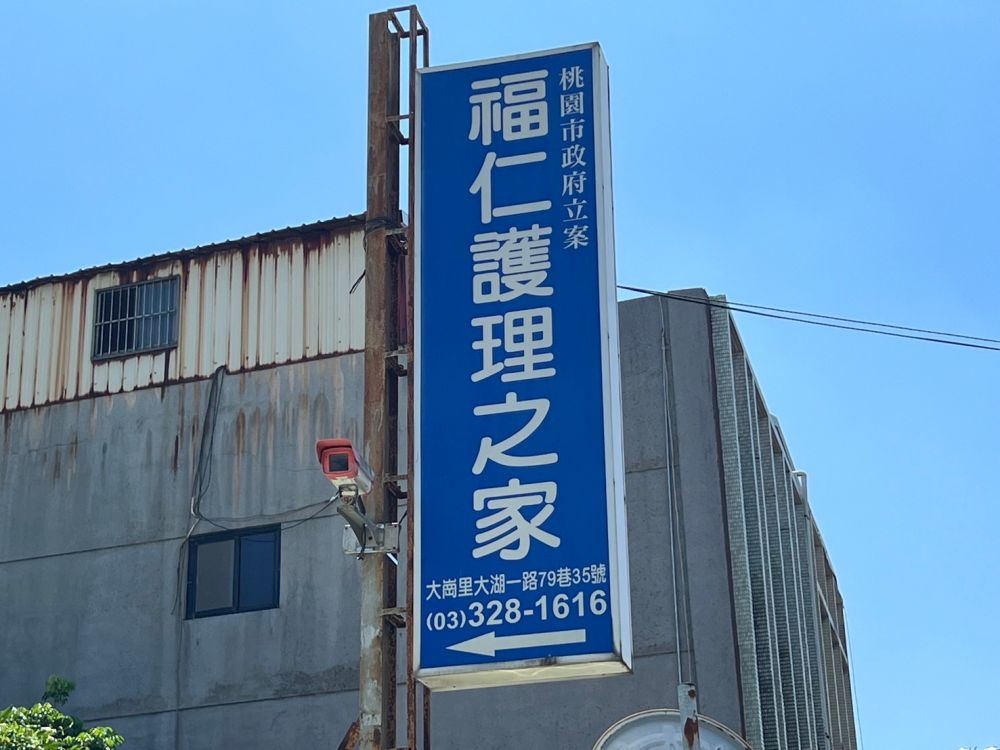 桃園市政府立案
福仁護理之家
大崗里大湖一路79巷35號
(03)328-1616